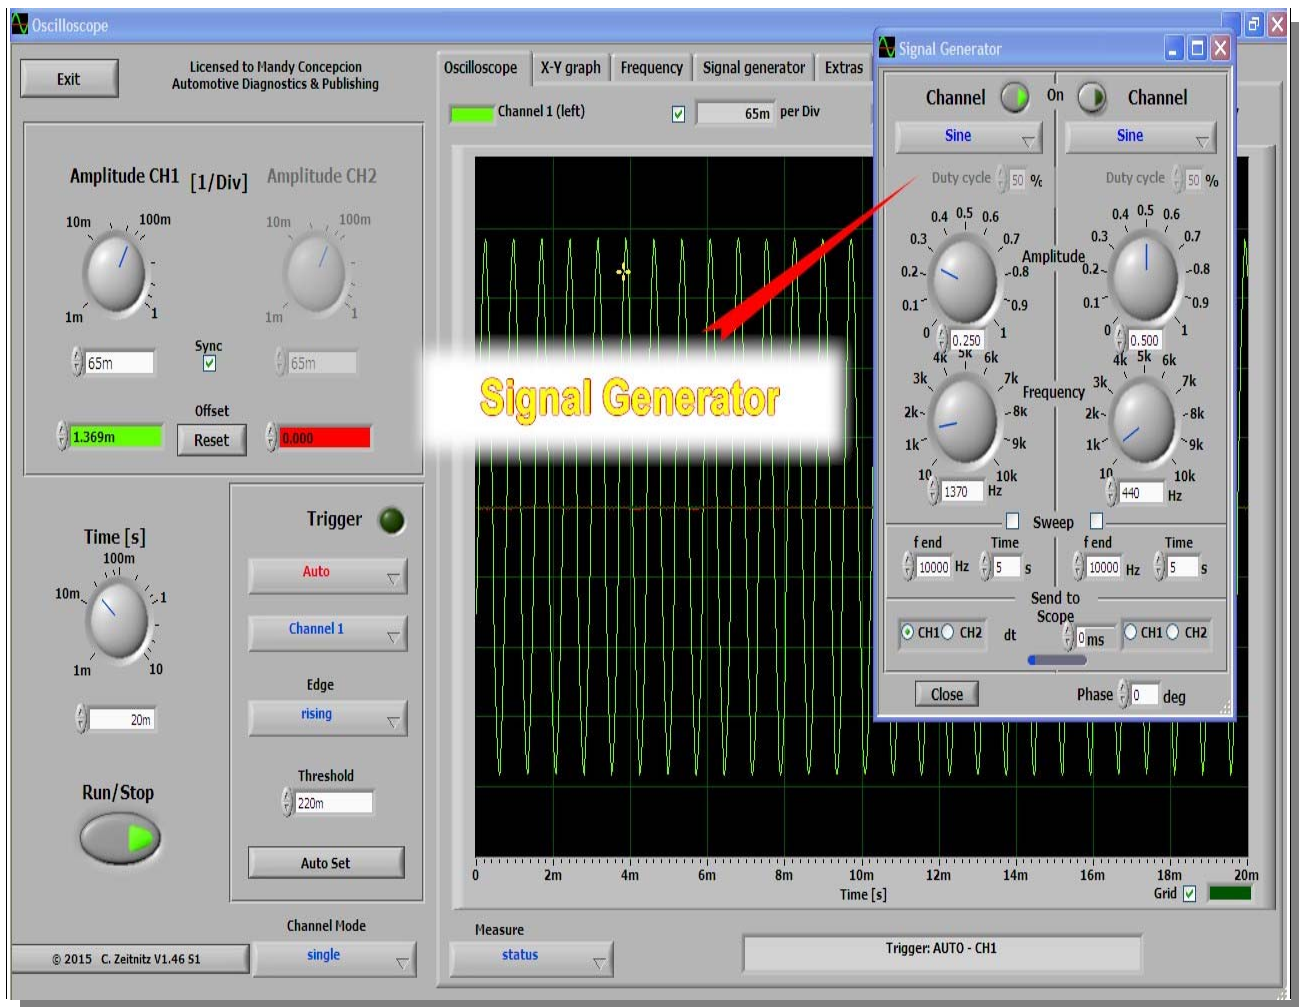 Oscilloscope
Exit
Licensed to Mandy Concepcion
Automotive Diagnostics & Publishing
Amplitude CH1 [1/Div] Amplitude CH2
10m 100m
1m 1
10m 100m
1m 1
65m
Sync
65m
Offset
1.369m
Reset
0.000
Time [s]
100m
10m 1
1m 10
20m
Run/Stop
Trigger
Auto
Channel 1
Edge
rising
Threshold
220m
Auto Set
Channel Mode
single
© 2015 C. Zeitnitz V1.46 S1
Oscilloscope X-Y graph Frequency Signal generator Extras
Channel 1 (left) 65m per Div
Signal Generator
0 2m 4m 6m 8m 10m 12m 14m 16m 18m 20m
Time [s]
Grid
Measure
status
Trigger: AUTO - CH1
Signal Generator
Channel On Channel
Sine Sine
Duty cycle 50 % Duty cycle 50 %
0.4 0.5 0.6 0.4 0.5 0.6
0.3 0.7 0.3 0.7
Amplitude
0.2 0.8 0.2 0.8
0.1 0.9 0.1 0.9
0 1 0 1
0.250 0.500
4k 5k 6k 4k 5k 6k
3k 7k 3k 7k
Frequency
2k 8k 2k 8k
1k 9k 1k 9k
10 10k 10 10k
1370 Hz 440 Hz
Sweep
f end Time f end Time
10000 Hz 5 s 10000 Hz 5 s
Send to
Scope
CH1 CH2 dt 0 ms CH1 CH2
Close Phase 0 deg